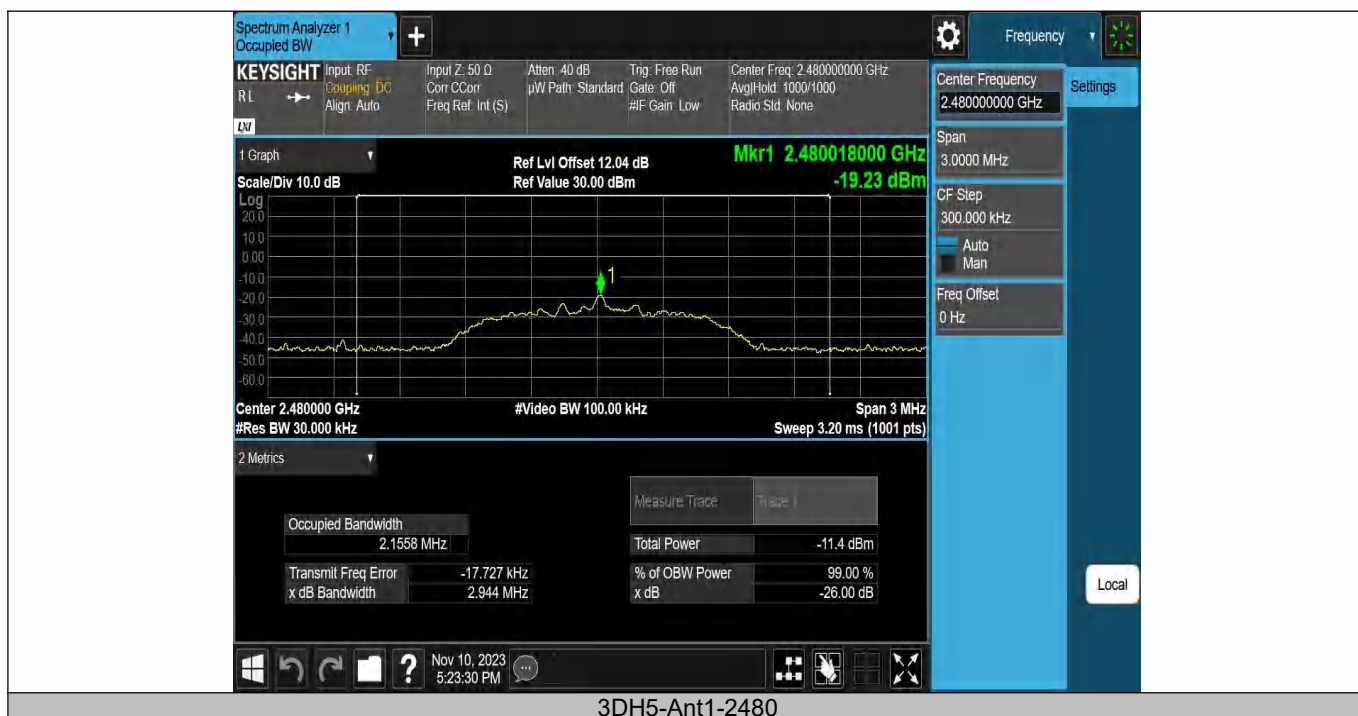 Spectrum Analyzer 1
Occupied BW
Frequency
KEYSIGHT
R L
LXI
Input: RF
Coupling: DC
Align: Auto
Input Z: 50 Ω
Corr CCorr
Freq Ref: Int (S)
Atten: 40 dB
µW Path: Standard
Trig: Free Run
Gate: Off
#IF Gain: Low
Center Freq: 2.480000000 GHz
Avg|Hold: 1000/1000
Radio Std: None
Center Frequency
2.480000000 GHz
Settings
Span
3.0000 MHz
CF Step
300.000 kHz
Auto
Man
Freq Offset
0 Hz
Local
1 Graph
Scale/Div 10.0 dB
Ref Lvl Offset 12.04 dB
Ref Value 30.00 dBm
Mkr1 2.480018000 GHz
-19.23 dBm
Log
20.0
10.0
0.00
-10.0
-20.0
-30.0
-40.0
-50.0
-60.0
1
Center 2.480000 GHz
#Video BW 100.00 kHz
Span 3 MHz
#Res BW 30.000 kHz
Sweep 3.20 ms (1001 pts)
2 Metrics
Measure Trace
Trace 1
Occupied Bandwidth
2.1558 MHz
Total Power
-11.4 dBm
Transmit Freq Error
-17.727 kHz
% of OBW Power
99.00 %
x dB Bandwidth
2.944 MHz
x dB
-26.00 dB
?
Nov 10, 2023
5:23:30 PM
3DH5-Ant1-2480